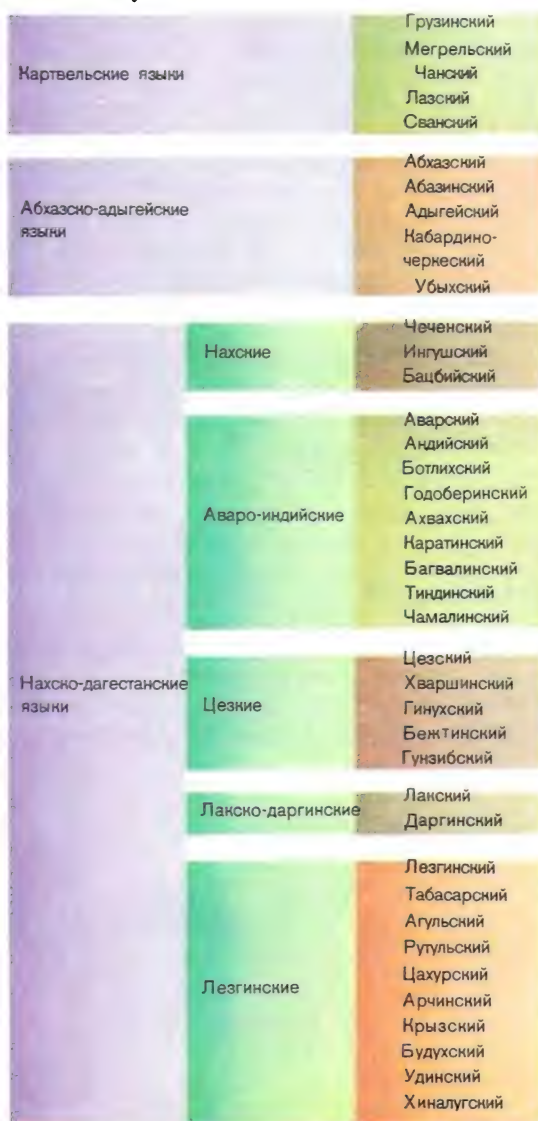 Картвельские языки
Грузинский
Мегрельский
Чанский
Лазский
Сванский
Абхазско-адыгейские
языки
Абхазский
Абазинский
Адыгейский
Кабардино-
черкеский
Убыхский
Нахско-дагестанские
языки
Нахские
Чеченский
Ингушский
Бацбийский
Аваро-индийские
Аварский
Андийский
Ботлихский
Годоберинский
Ахвахский
Каратинский
Багвалинский
Тиндинский
Чамалинский
Цезкие
Цезский
Хваршинский
Гинухский
Бежтинский
Гунзибский
Лакско-даргинские
Лакский
Даргинский
Лезгинские
Лезгинский
Табасарский
Агульский
Рутульский
Цахурский
Арчинский
Крызский
Будухский
Удинский
Хиналугский